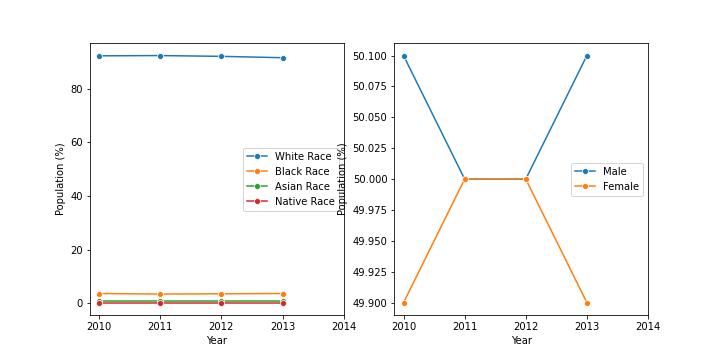 Population (%)
80
60
40
20
0
2010
2011
2012
2013
2014
Year
White Race
Black Race
Asian Race
Native Race
Population (%)
50.100
50.075
50.050
50.025
50.000
49.975
49.950
49.925
49.900
2010
2011
2012
2013
2014
Year
Male
Female